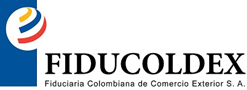 FIDUCOLDEX
Fiduciaria Colombiana de Comercio Exterior S. A.